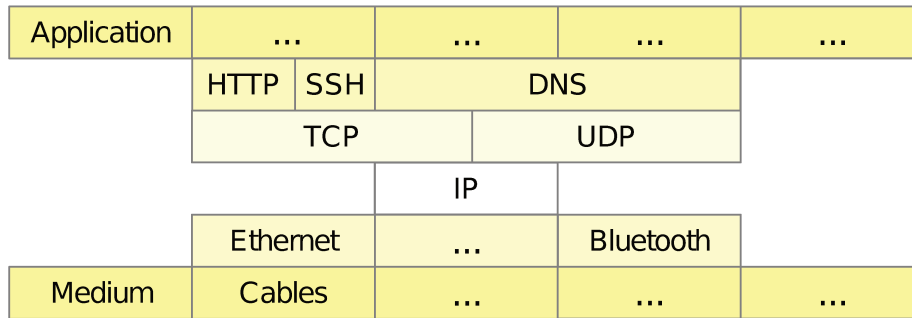 Application ... ... ... ...
HTTP SSH DNS
TCP UDP
IP
Ethernet ... Bluetooth
Medium Cables ... ... ...